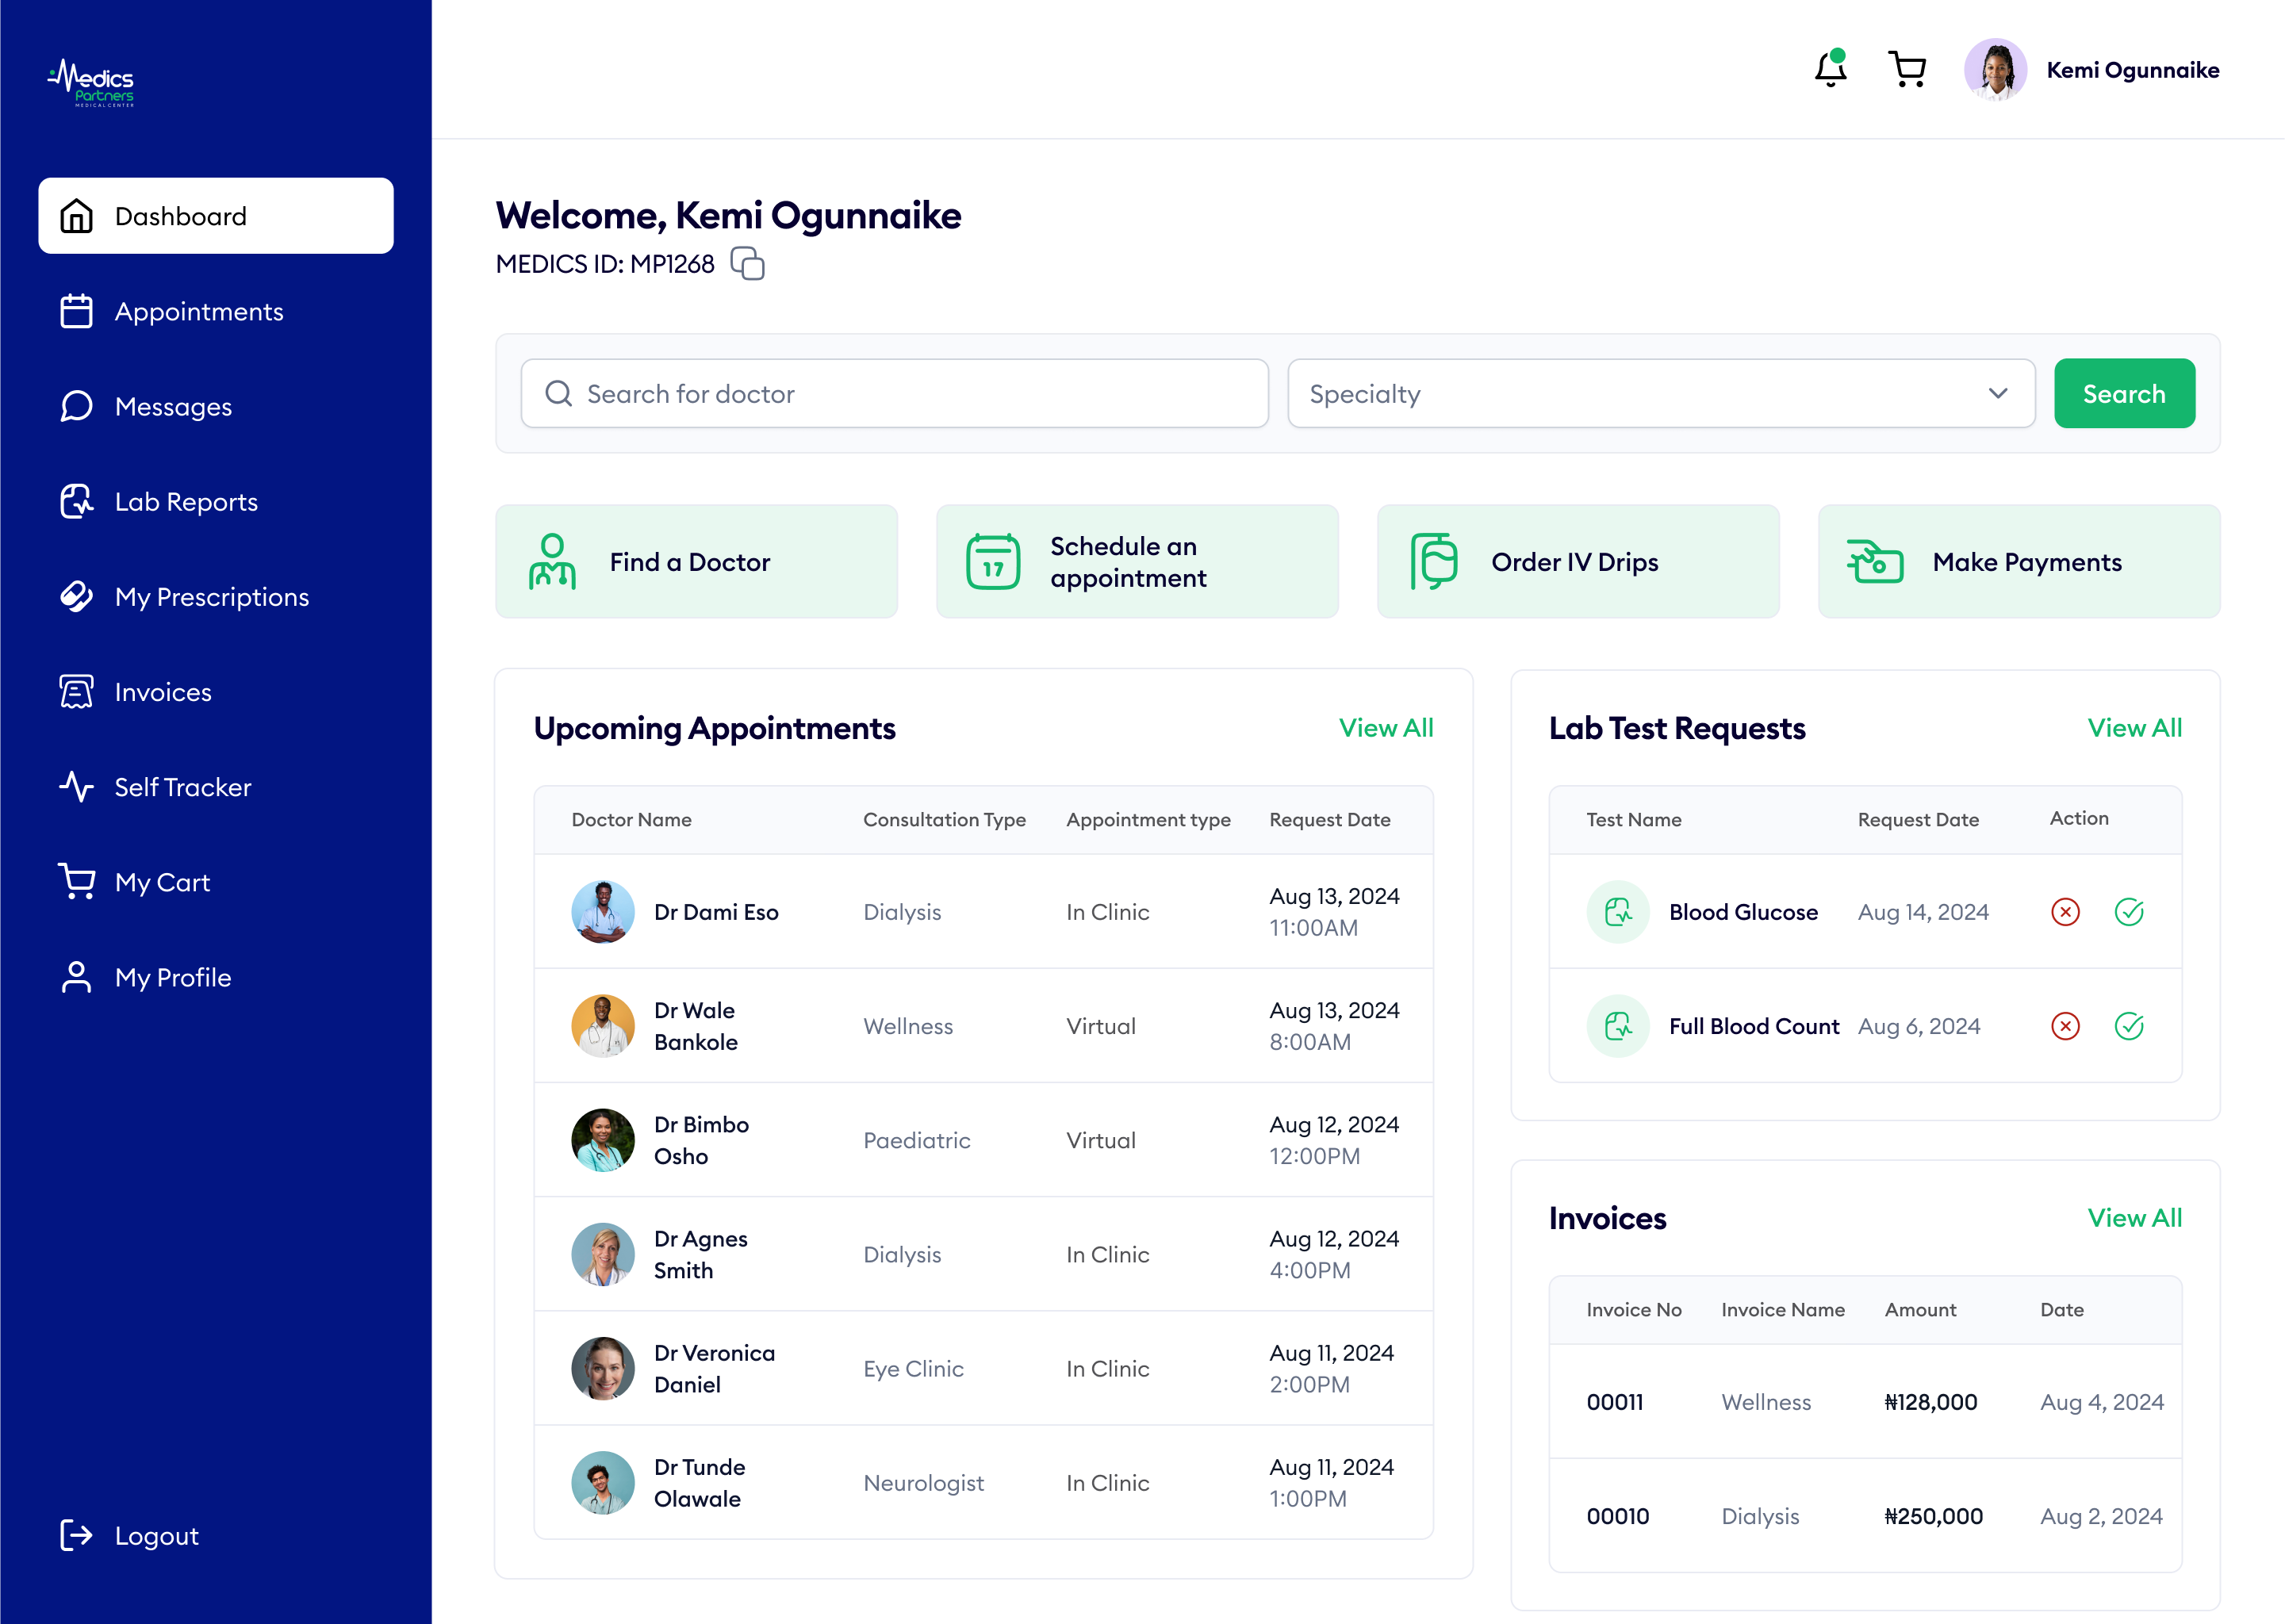 Medics
Partners
MEDICAL CENTER
Kemi Ogunnaike
Dashboard
Appointments
Messages
Lab Reports
My Prescriptions
Invoices
Self Tracker
My Cart
My Profile
Logout
Welcome, Kemi Ogunnaike
MEDICS ID: MP1268
Search for doctor
Specialty
Search
Find a Doctor
Schedule an
appointment
17
Order IV Drips
Make Payments
Upcoming Appointments View All
Doctor Name Consultation Type Appointment type Request Date
Dr Dami Eso Dialysis In Clinic Aug 13, 2024
11:00AM
Dr Wale
Bankole Wellness Virtual Aug 13, 2024
8:00AM
Dr Bimbo
Osho Paediatric Virtual Aug 12, 2024
12:00PM
Dr Agnes
Smith Dialysis In Clinic Aug 12, 2024
4:00PM
Dr Veronica
Daniel Eye Clinic In Clinic Aug 11, 2024
2:00PM
Dr Tunde
Olawale Neurologist In Clinic Aug 11, 2024
1:00PM
Lab Test Requests View All
Test Name Request Date Action
Blood Glucose Aug 14, 2024
Full Blood Count Aug 6, 2024
Invoices View All
Invoice No Invoice Name Amount Date
00011 Wellness ₦128,000 Aug 4, 2024
00010 Dialysis ₦250,000 Aug 2, 2024